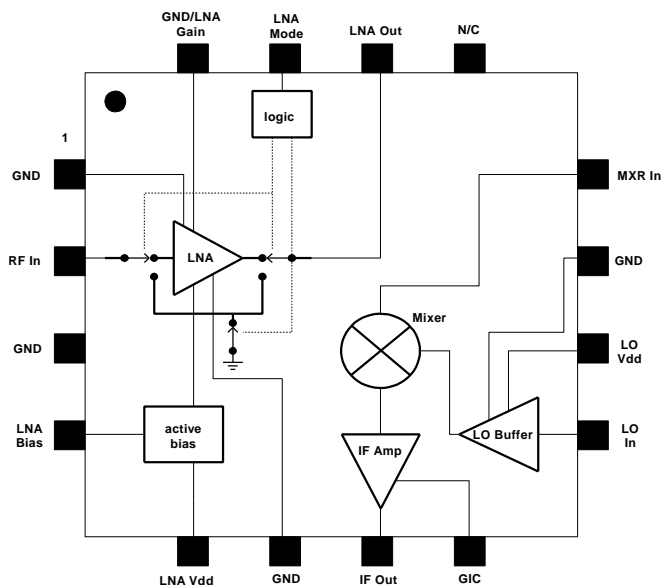 GND/LNA
Gain
LNA
Mode
LNA Out
N/C
logic
1
GND
MXR In
RF In
LNA
GND
Mixer
GND
LO
Vdd
LNA
Bias
active
bias
IF Amp
LO Buffer
LO
In
LNA Vdd
GND
IF Out
GIC